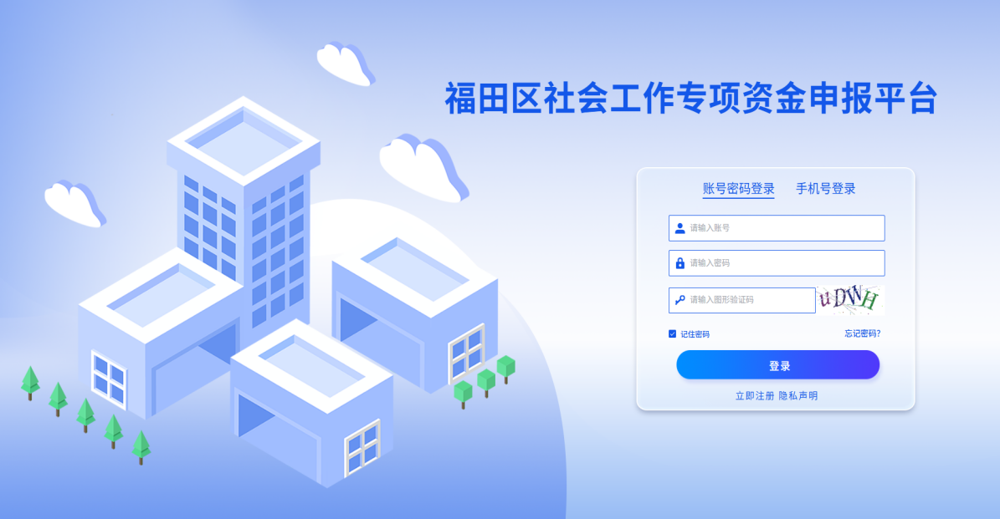 福田区社会工作专项资金申报平台
账号密码登录 手机号登录
请输入账号
请输入密码
请输入图形验证码 uDWH
记住密码 忘记密码?
登录
立即注册 隐私声明